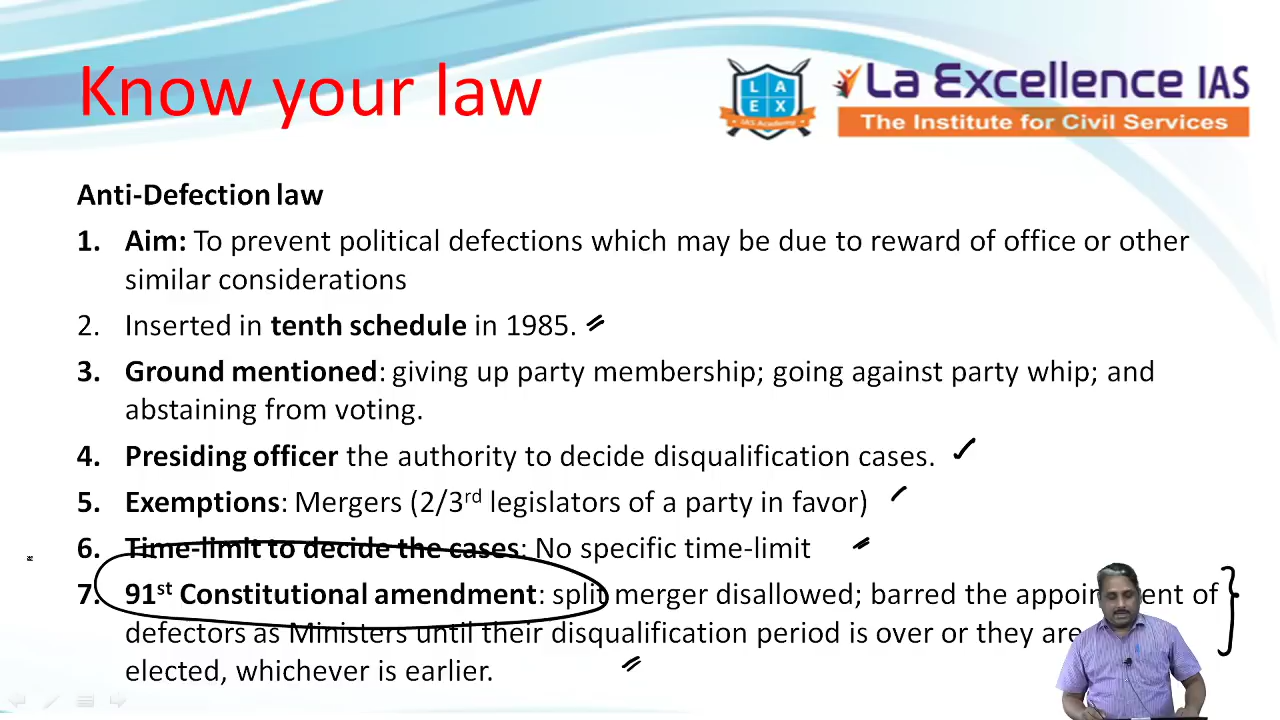 Know your law
L A
E X
IAS Academy
La Excellence IAS
The Institute for Civil Services
Anti-Defection law
1. Aim: To prevent political defections which may be due to reward of office or other
similar considerations
2. Inserted in tenth schedule in 1985.
3. Ground mentioned: giving up party membership; going against party whip; and
abstaining from voting.
4. Presiding officer the authority to decide disqualification cases.
5. Exemptions: Mergers (2/3rd legislators of a party in favor)
6. Time-limit to decide the cases: No specific time-limit
7. 91st Constitutional amendment: split merger disallowed; barred the of
defectors as Ministers until their disqualification period is over or they are
elected, whichever is earlier.